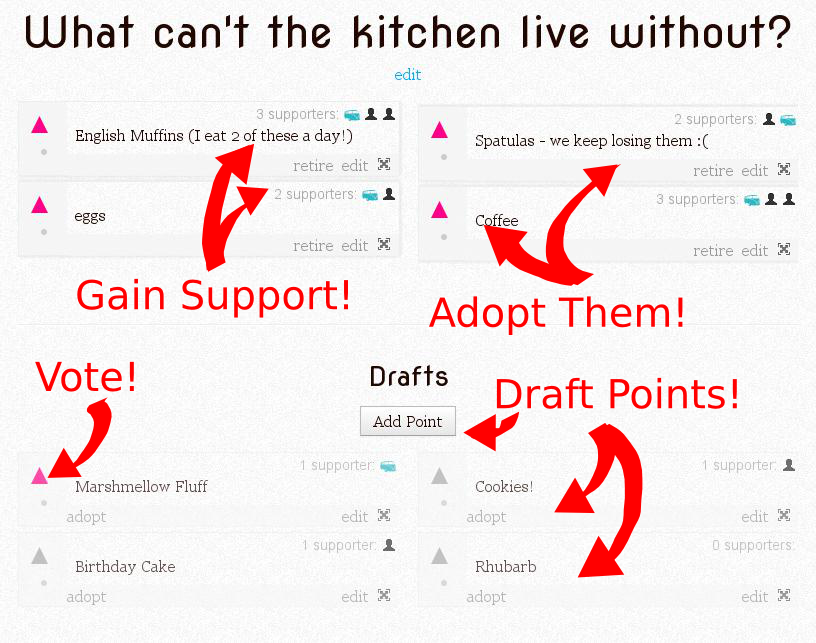 What can't the kitchen live without?
edit
3 supporters:
English Muffins (I eat 2 of these a day!)
retire edit
2 supporters:
eggs
retire edit
Gain Support!
2 supporters:
Spatulas - we keep losing them :(
retire edit
3 supporters:
Coffee
retire edit
Adopt Them!
Vote!
Drafts
Add Point
Draft Points!
1 supporter:
Marshmellow Fluff
adopt edit
1 supporter:
Birthday Cake
adopt edit
1 supporter:
Cookies!
adopt edit
0 supporters:
Rhubarb
adopt edit